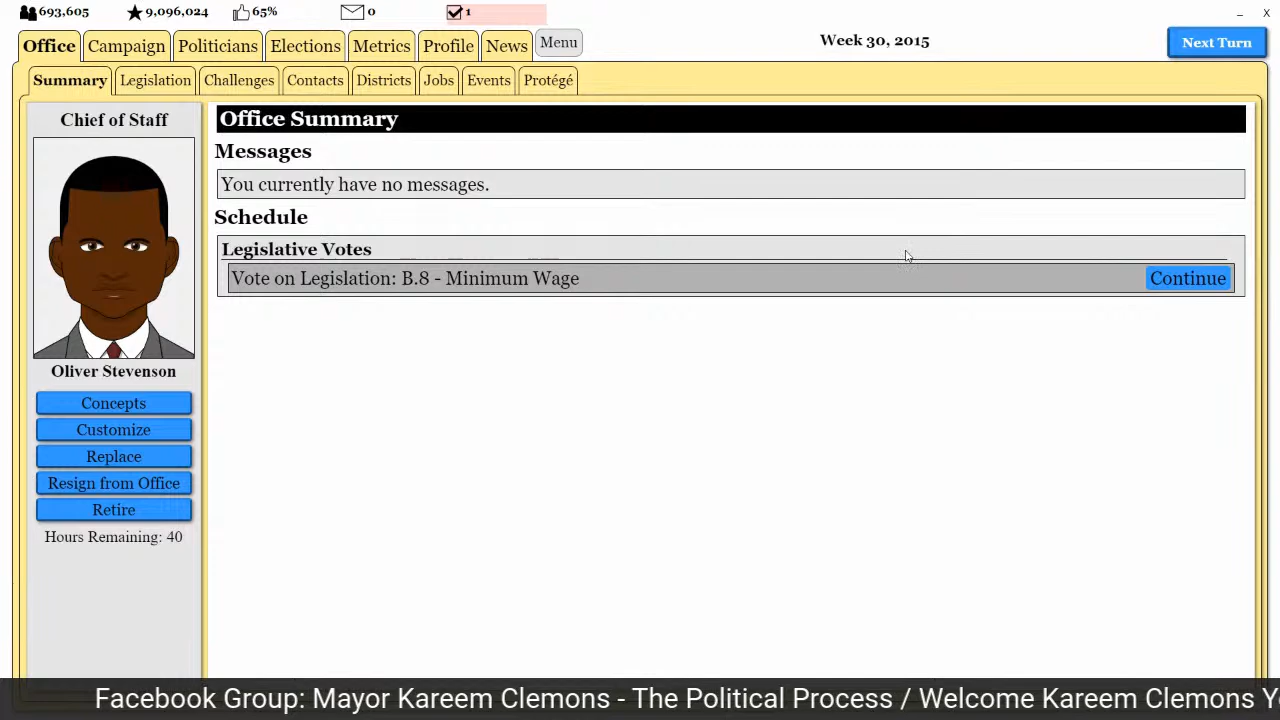 693,605 9,096,024 65% 0 1
Office Campaign Politicians Elections Metrics Profile News Menu Week 30, 2015 Next Turn
Summary Legislation Challenges Contacts Districts Jobs Events Protégé
Chief of Staff
Oliver Stevenson
Concepts
Customize
Replace
Resign from Office
Retire
Hours Remaining: 40
Office Summary
Messages
You currently have no messages.
Schedule
Legislative Votes
Vote on Legislation: B.8 - Minimum Wage Continue
Facebook Group: Mayor Kareem Clemons - The Political Process / Welcome Kareem Clemons Y